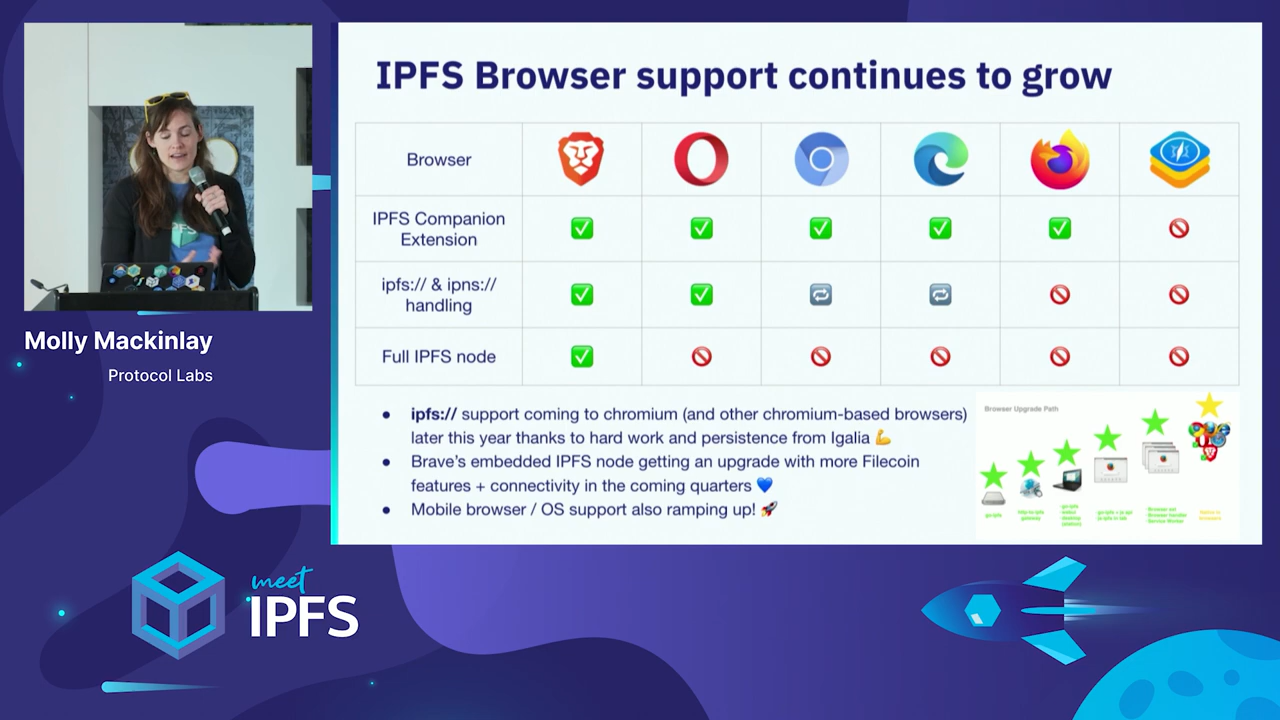 IPFS Browser support continues to grow
Browser
IPFS Companion
Extension
ipfs:// & ipns://
handling
Full IPFS node
● ipfs:// support coming to chromium (and other chromium-based browsers)
later this year thanks to hard work and persistence from Igalia 💪
● Brave's embedded IPFS node getting an upgrade with more Filecoin
features + connectivity in the coming quarters 💙
● Mobile browser / OS support also ramping up! 🚀
Browser Upgrade Path
IPFS
Molly Mackinlay
Protocol Labs
meet
IPFS